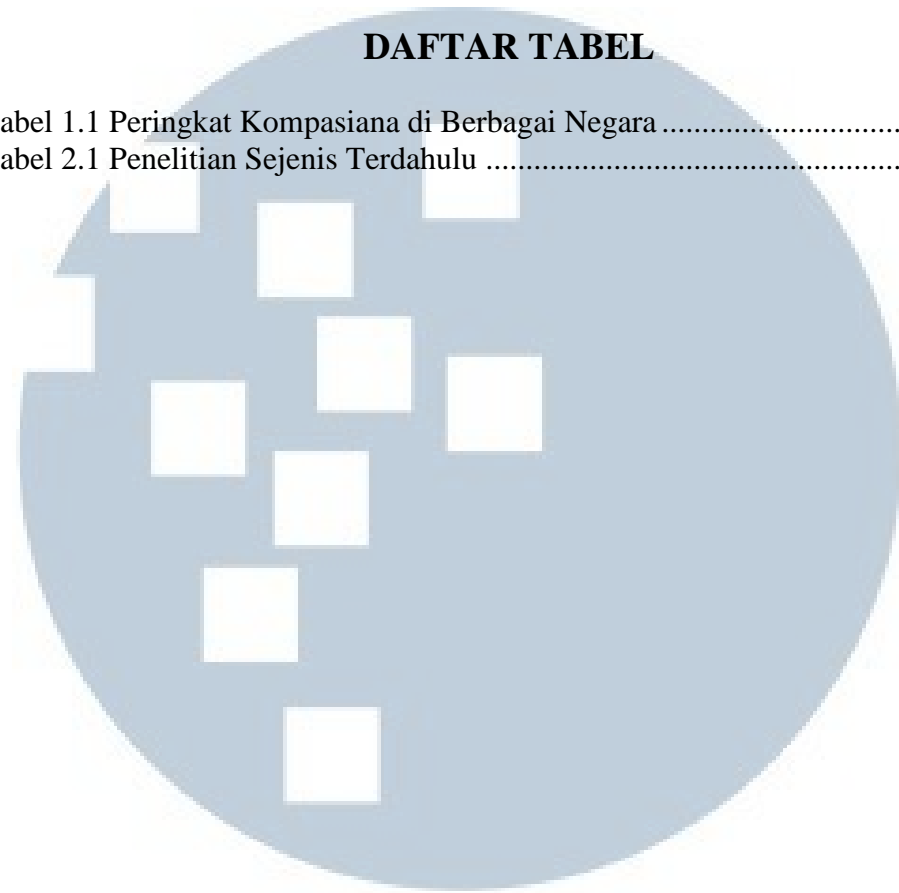 DAFTAR TABEL
abel 1.1 Peringkat Kompasiana di Berbagai Negara .............................
abel 2.1 Penelitian Sejenis Terdahulu ....................................................